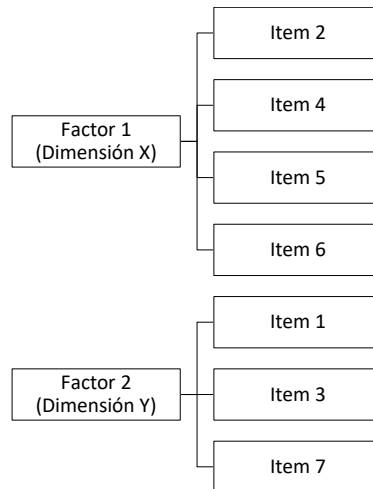 Factor 1
(Dimensión X)
Item 2
Item 4
Item 5
Item 6
Factor 2
(Dimensión Y)
Item 1
Item 3
Item 7